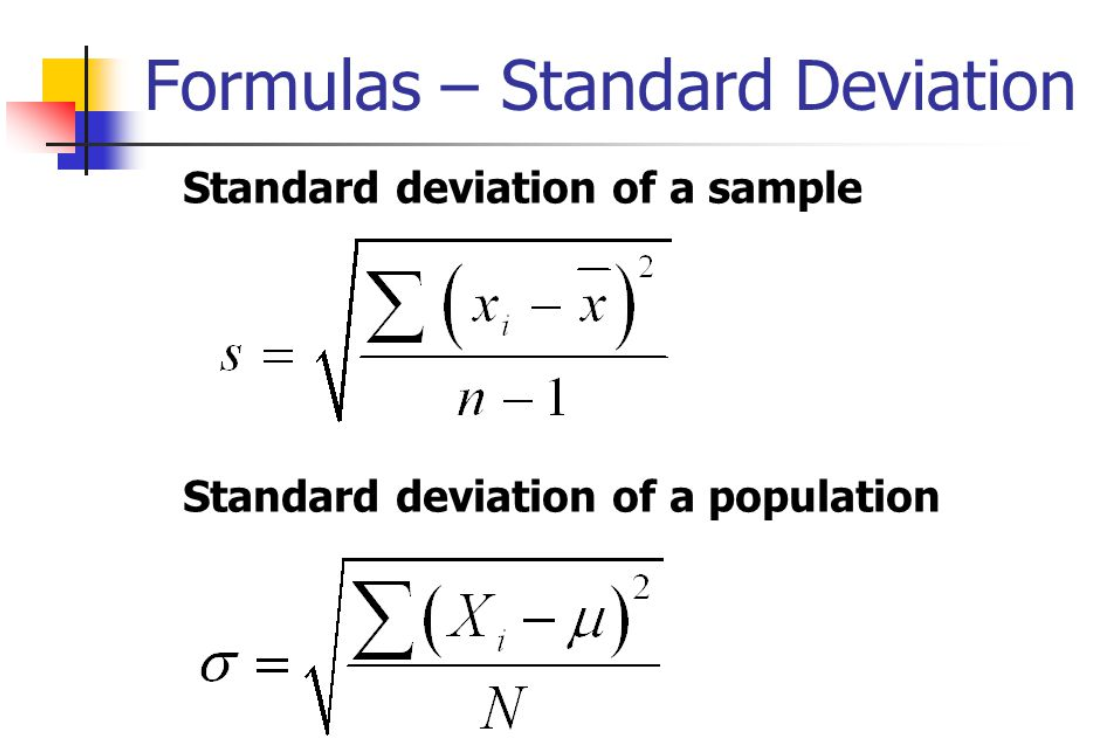 Formulas – Standard Deviation
Standard deviation of a sample
s = √(∑(xᵢ − x̅)² / (n − 1))
Standard deviation of a population
σ = √(∑(Xᵢ − μ)² / N)